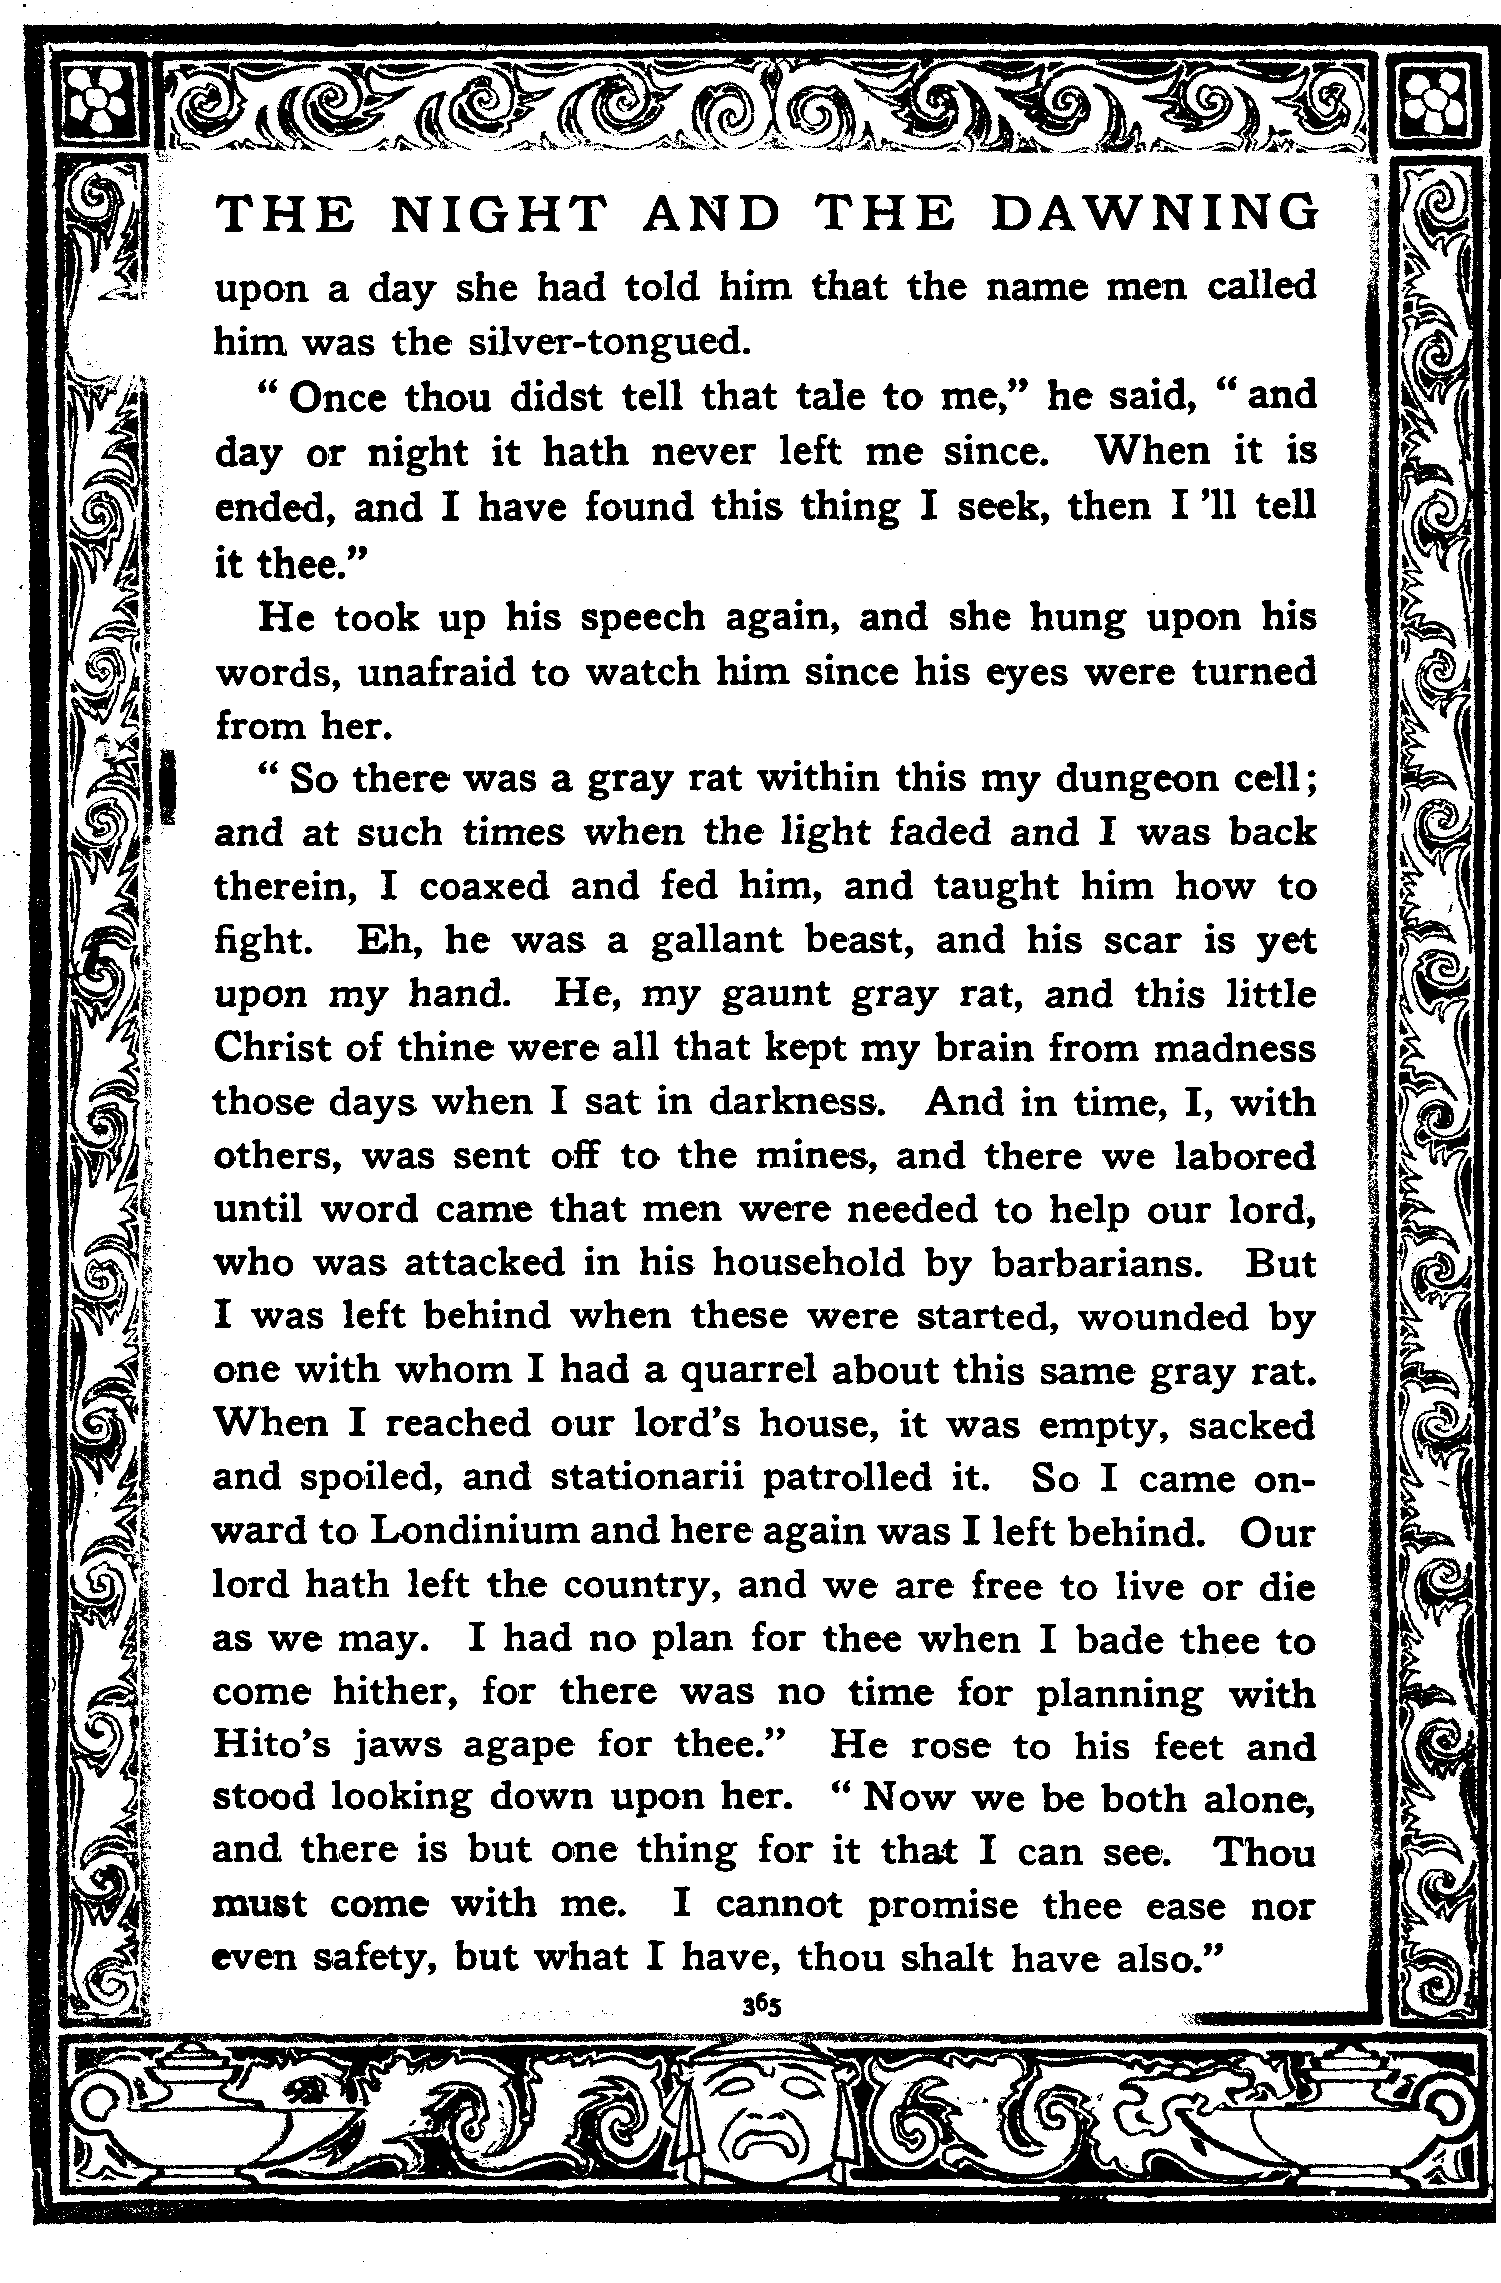 THE NIGHT AND THE DAWNING
upon a day she had told him that the name men called
him was the silver-tongued.
“ Once thou didst tell that tale to me,” he said, “ and
day or night it hath never left me since. When it is
ended, and I have found this thing I seek, then I ’ll tell
it thee.”
He took up his speech again, and she hung upon his
words, unafraid to watch him since his eyes were turned
from her.
“ So there was a gray rat within this my dungeon cell;
and at such times when the light faded and I was back
therein, I coaxed and fed him, and taught him how to
fight. Eh, he was a gallant beast, and his scar is yet
upon my hand. He, my gaunt gray rat, and this little
Christ of thine were all that kept my brain from madness
those days when I sat in darkness. And in time, I, with
others, was sent off to the mines, and there we labored
until word came that men were needed to help our lord,
who was attacked in his household by barbarians. But
I was left behind when these were started, wounded by
one with whom I had a quarrel about this same gray rat.
When I reached our lord’s house, it was empty, sacked
and spoiled, and stationarii patrolled it. So I came on-
ward to Londinium and here again was I left behind. Our
lord hath left the country, and we are free to live or die
as we may. I had no plan for thee when I bade thee to
come hither, for there was no time for planning with
Hito’s jaws agape for thee.” He rose to his feet and
stood looking down upon her. “ Now we be both alone,
and there is but one thing for it that I can see. Thou
must come with me. I cannot promise thee ease nor
even safety, but what I have, thou shalt have also.”
365